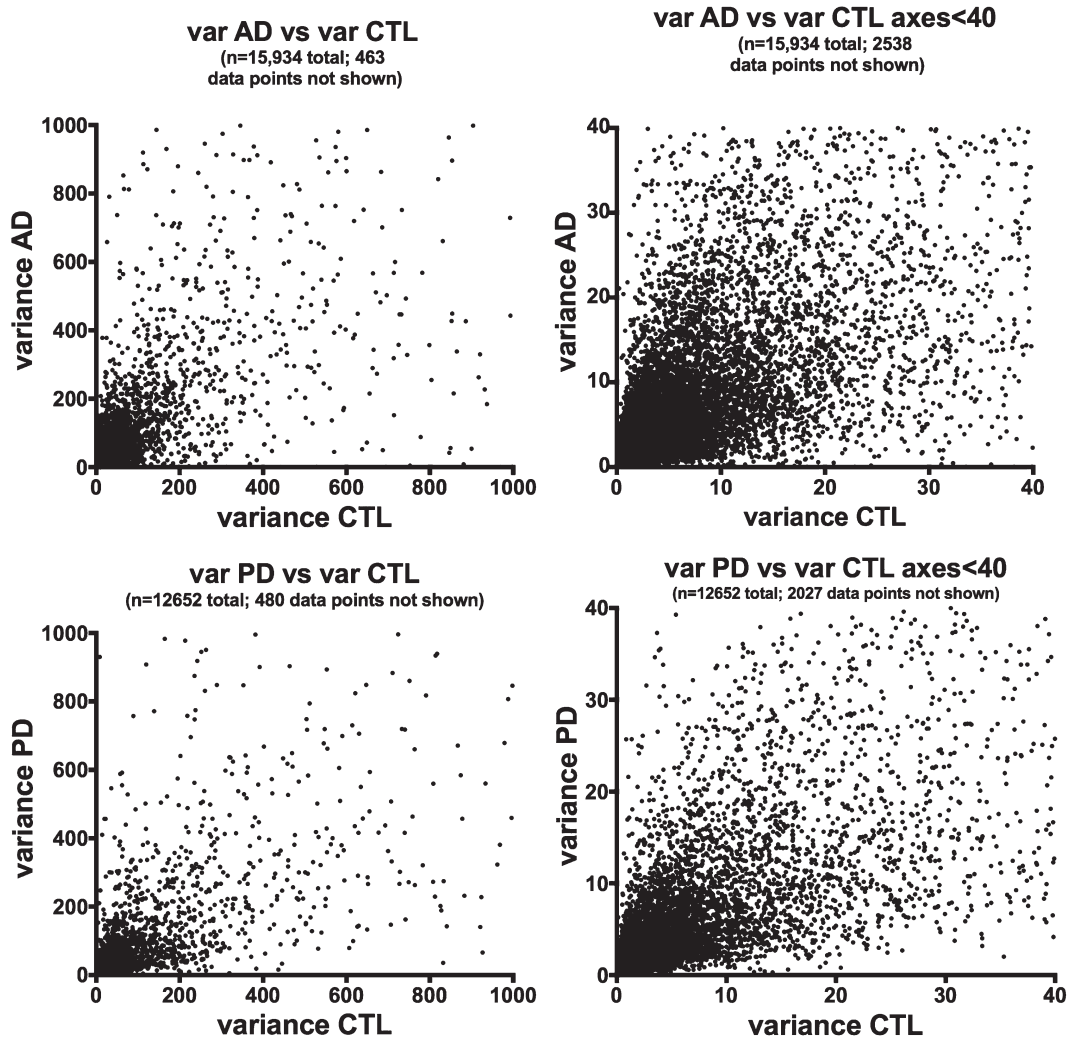 var AD vs var CTL
(n=15,934 total; 463
data points not shown)
1000
800
600
400
200
0
variance AD
0 200 400 600 800 1000
variance CTL
var AD vs var CTL axes<40
(n=15,934 total; 2538
data points not shown)
40
30
20
10
0
variance AD
0 10 20 30 40
variance CTL
var PD vs var CTL
(n=12652 total; 480 data points not shown)
1000
800
600
400
200
0
variance PD
0 200 400 600 800 1000
variance CTL
var PD vs var CTL axes<40
(n=12652 total; 2027 data points not shown)
40
30
20
10
0
variance PD
0 10 20 30 40
variance CTL